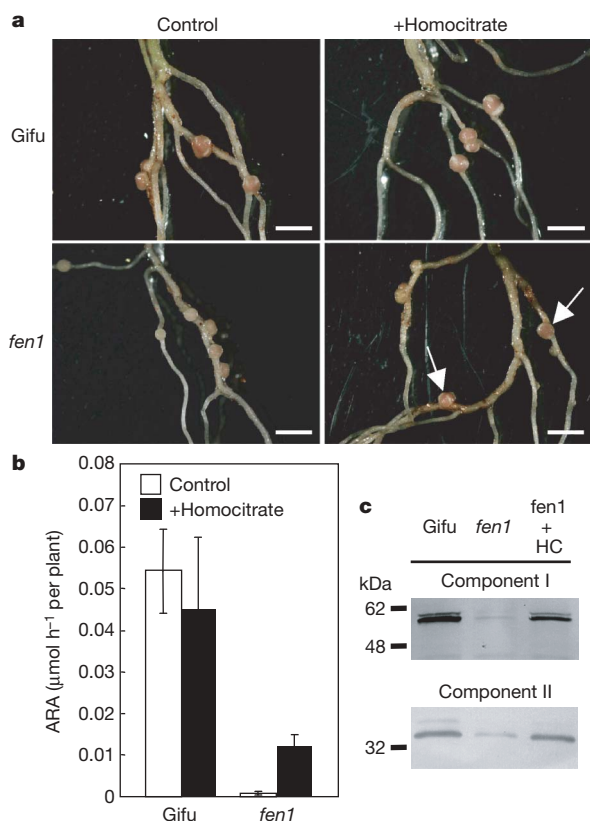 a
Control
+Homocitrate
Gifu
fen1
b
0.08
0.07
0.06
0.05
0.04
0.03
0.02
0.01
0
ARA (μmol h⁻¹ per plant)
Control
+Homocitrate
Gifu
fen1
c
Gifu
fen1
fen1
+
HC
kDa
Component I
62
48
Component II
32